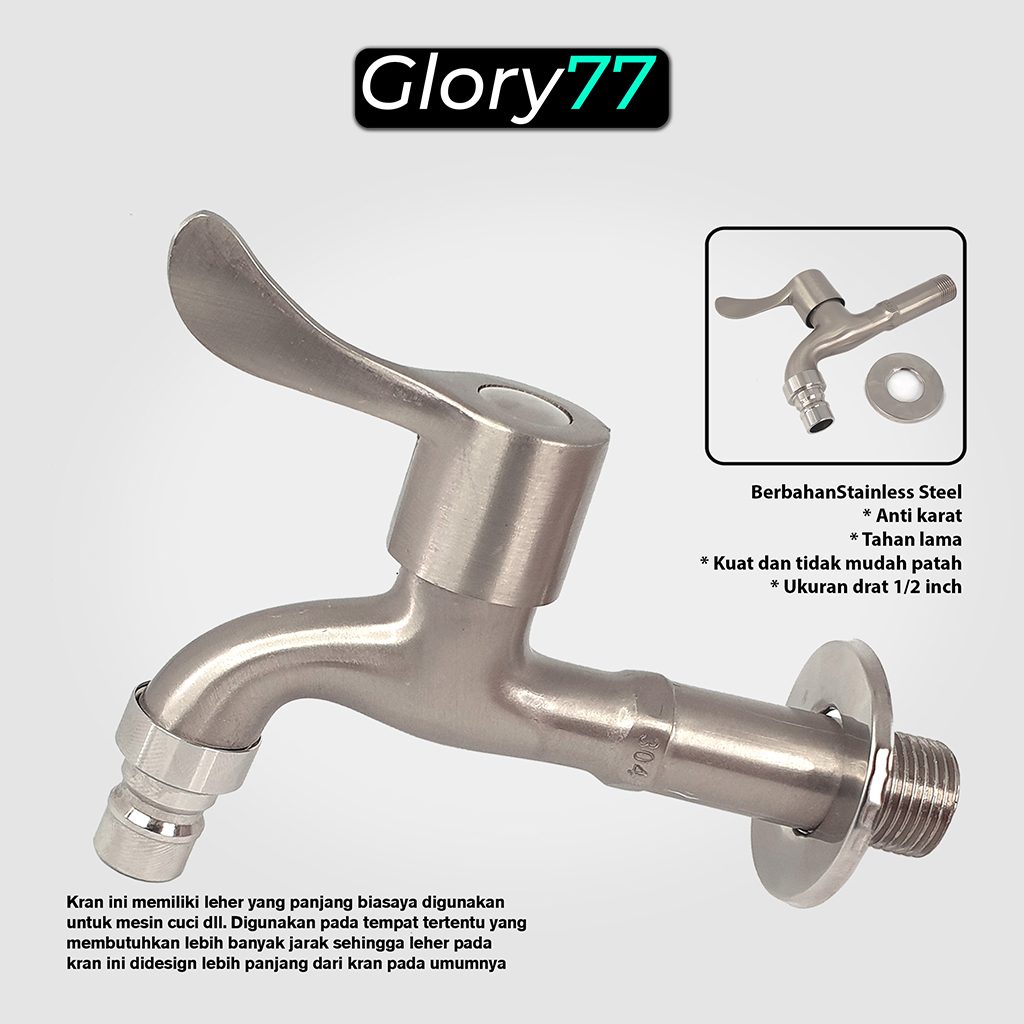 Glory77
BerbahanStainless Steel
* Anti karat
* Tahan lama
* Kuat dan tidak mudah patah
* Ukuran drat 1/2 inch
304
Kran ini memiliki leher yang panjang biasaya digunakan
untuk mesin cuci dll. Digunakan pada tempat tertentu yang
membutuhkan lebih banyak jarak sehingga leher pada
kran ini didesign lebih panjang dari kran pada umumnya